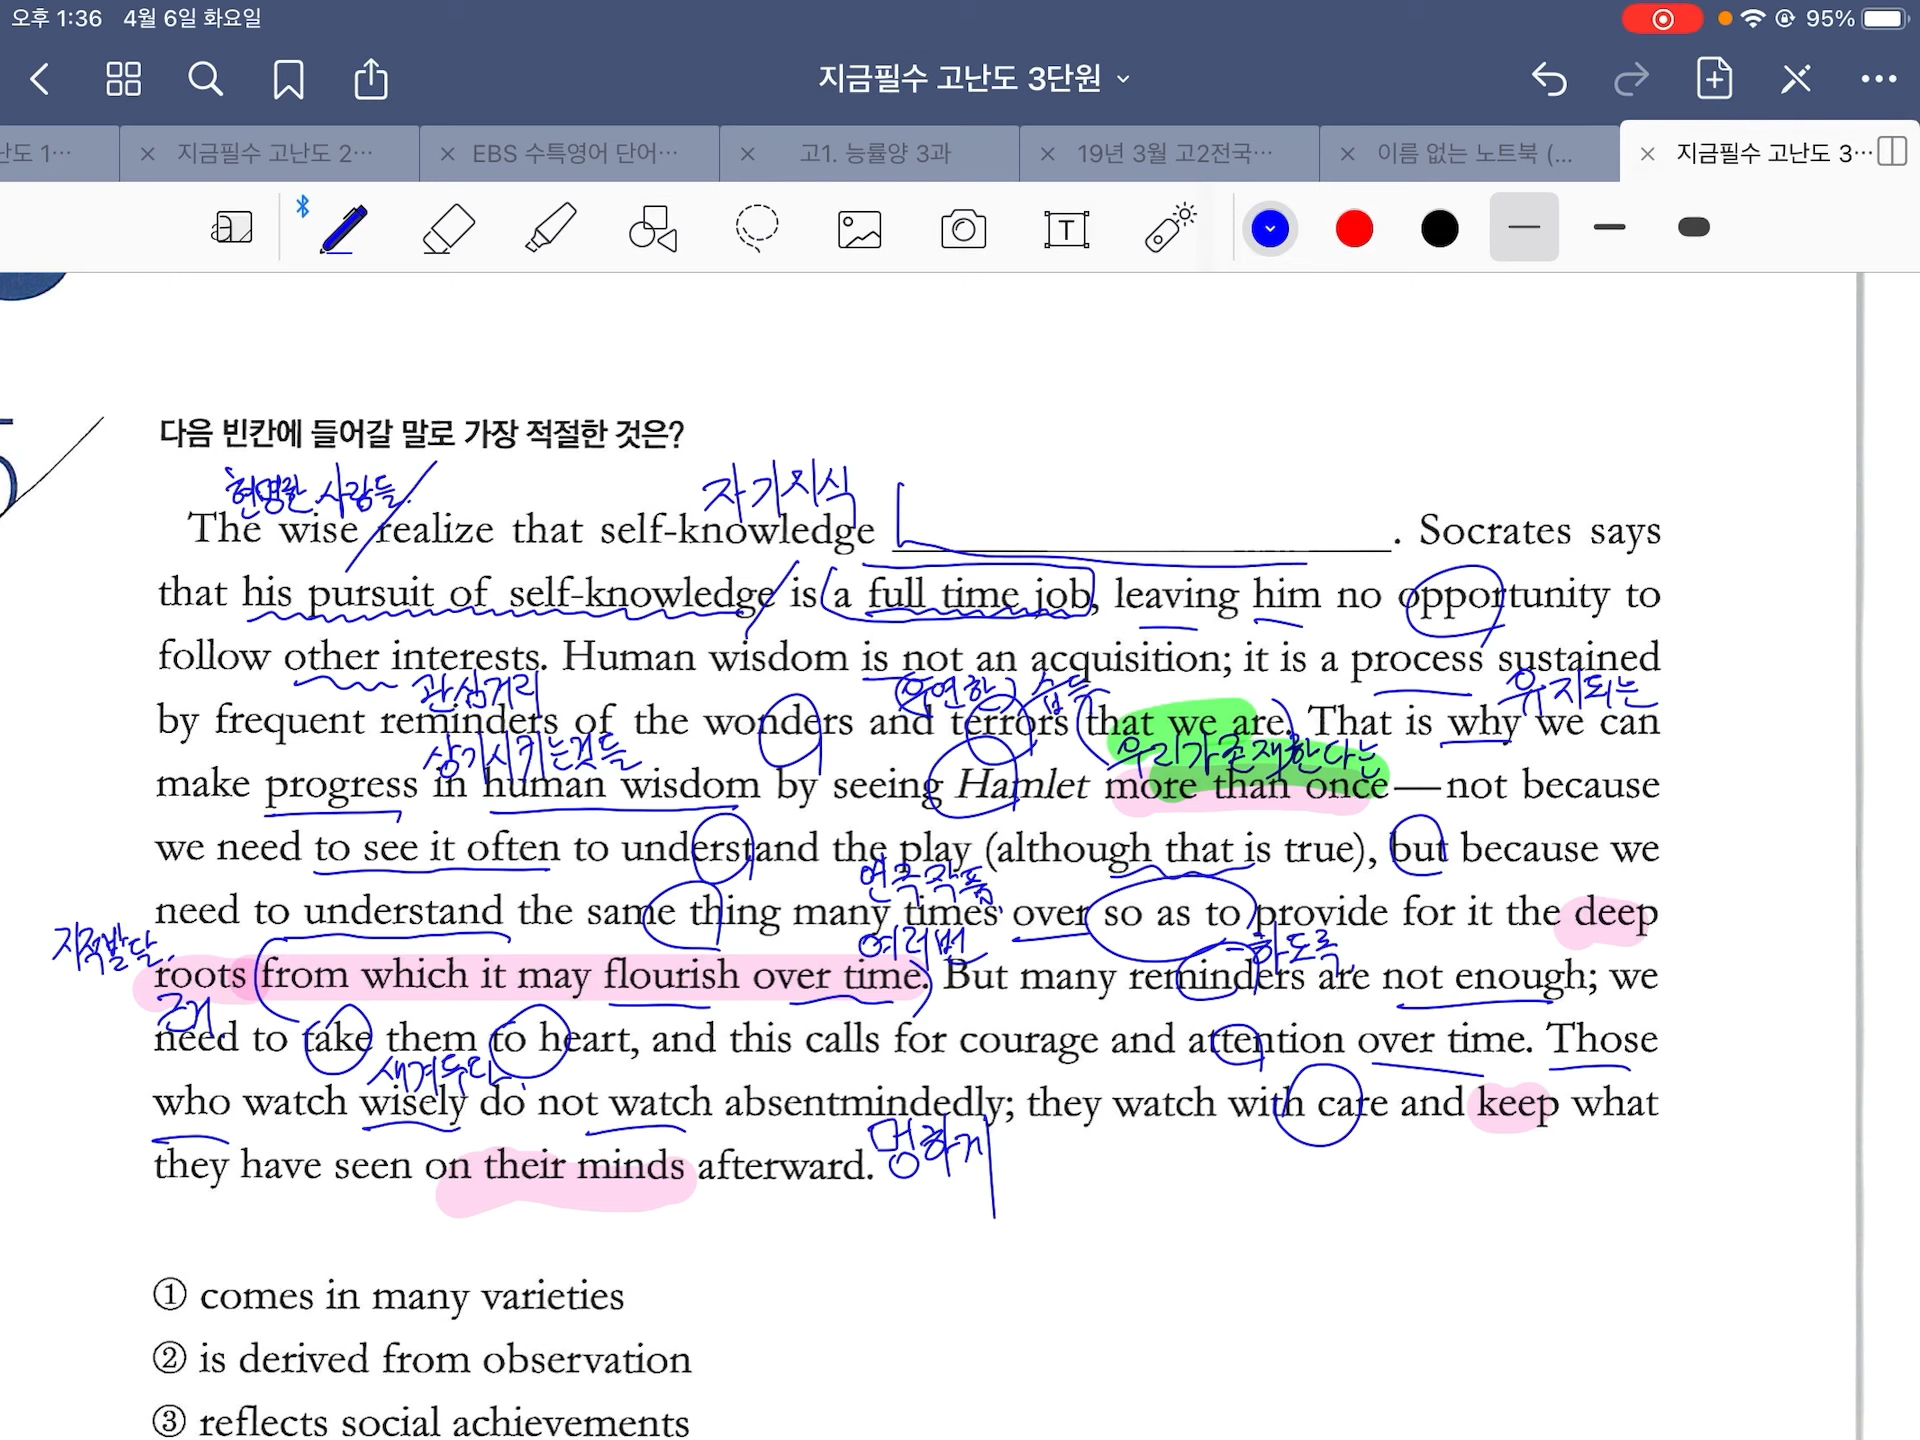 오후 1:36 4월 6일 화요일
95%
지금필수 고난도 3단원
난도 1…
지금필수 고난도 2…
EBS 수특영어 단어…
고1. 능률양 3과
19년 3월 고2전국…
이름 없는 노트북 (...
지금필수 고난도 3…
T
다음 빈칸에 들어갈 말로 가장 적절한 것은?
현명한 사람들 자기지식
The wise realize that self-knowledge ____________________. Socrates says
that his pursuit of self-knowledge is a full time job, leaving him no opportunity to
follow other interests. Human wisdom is not an acquisition; it is a process sustained
관심거리 습득 유지되는
by frequent reminders of the wonders and terrors (that we are). That is why we can
상기시키는것들 우리가존재한다는
make progress in human wisdom by seeing Hamlet more than once—not because
we need to see it often to understand the play (although that is true), but because we
연극작품
need to understand the same thing many times over so as to provide for it the deep
지적발달 여러번 하도록
roots (from which it may flourish over time.) But many reminders are not enough; we
근거
need to take them to heart, and this calls for courage and attention over time. Those
새겨두다
who watch wisely do not watch absentmindedly; they watch with care and keep what
멍하게
they have seen on their minds afterward.
① comes in many varieties
② is derived from observation
③ reflects social achievements